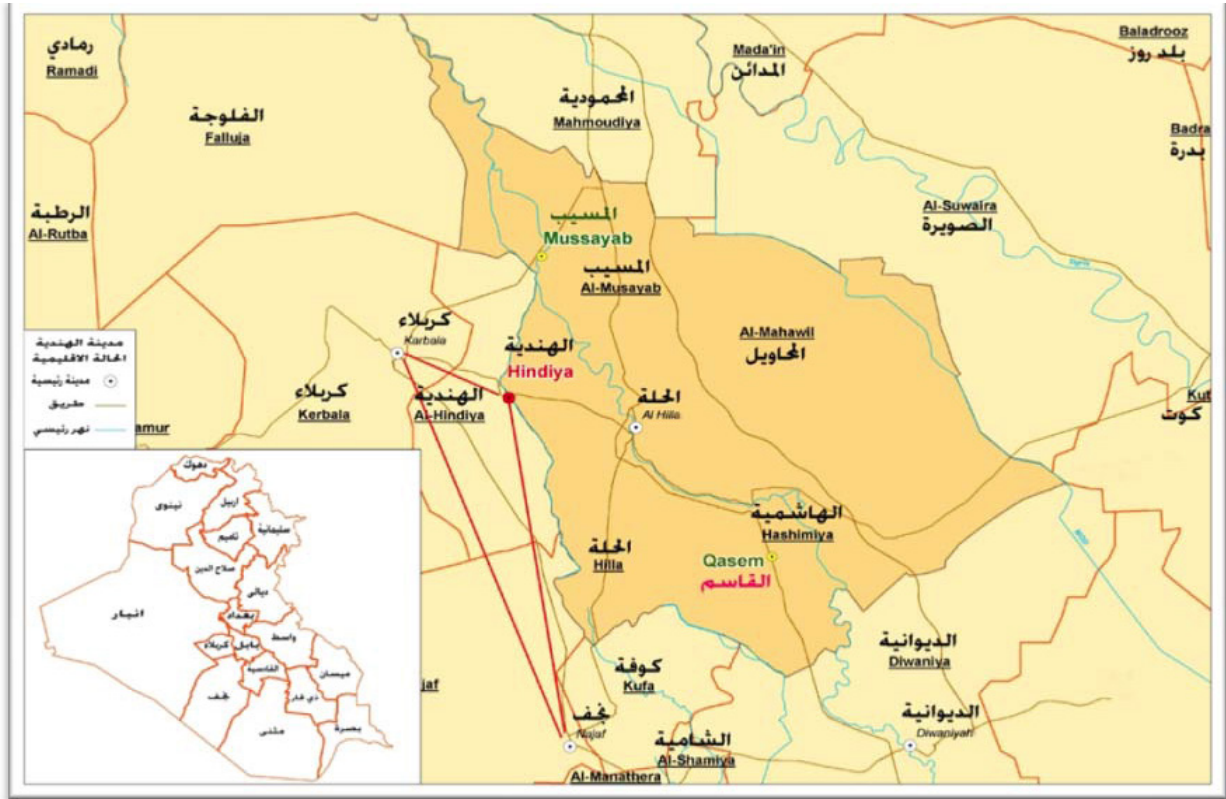 رمادي
Ramadi
الفلوجة
Falluja
المحمودية
Mahmoudiya
Mada'in
المدائن
Baladrooz
بلد روز
Badra
بدرة
الرطبة
Al-Rutba
Al-Suwaira
الصويرة
المسيب
Mussayab
المسيب
Al-Musayab
Al-Mahawil
المحاويل
كربلاء
Karbala
الهندية
Hindiya
كربلاء
Kerbala
الهندية
Al-Hindiya
الحلة
Al Hilla
Kut
كوت
مدينة الهندية
الحالة الاقليمية
مدينة رئيسية
طريق
نهر رئيسي
amur
الهاشمية
Hashimiya
الحلة
Hilla
Qasem
القاسم
كوفة
Kufa
الديوانية
Diwaniya
jaf
نجف
Najaf
الشامية
Al-Shamiya
الديوانية
Diwaniyah
Al-Manathera
دهوك
نينوى
اربيل
سليمانية
تاميم
صلاح الدين
ديالى
انبار
بغداد
واسط
كربلاء
بابل
القادسية
ميسان
نجف
ذي قار
مثنى
بصرة